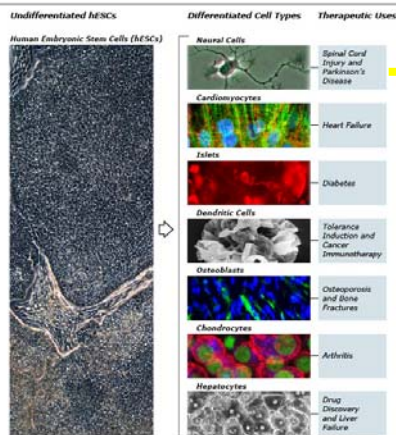 Undifferentiated hESCs
Differentiated Cell Types
Therapeutic Uses
Human Embryonic Stem Cells (hESCs)
Neural Cells
Spinal Cord
Injury and
Parkinson's
Disease
Cardiomyocytes
Heart Failure
Islets
Diabetes
Dendritic Cells
Tolerance
Induction and
Cancer
Immunotherapy
Osteoblasts
Osteoporosis
and Bone
Fractures
Chondrocytes
Arthritis
Hepatocytes
Drug
Discovery
and Liver
Failure